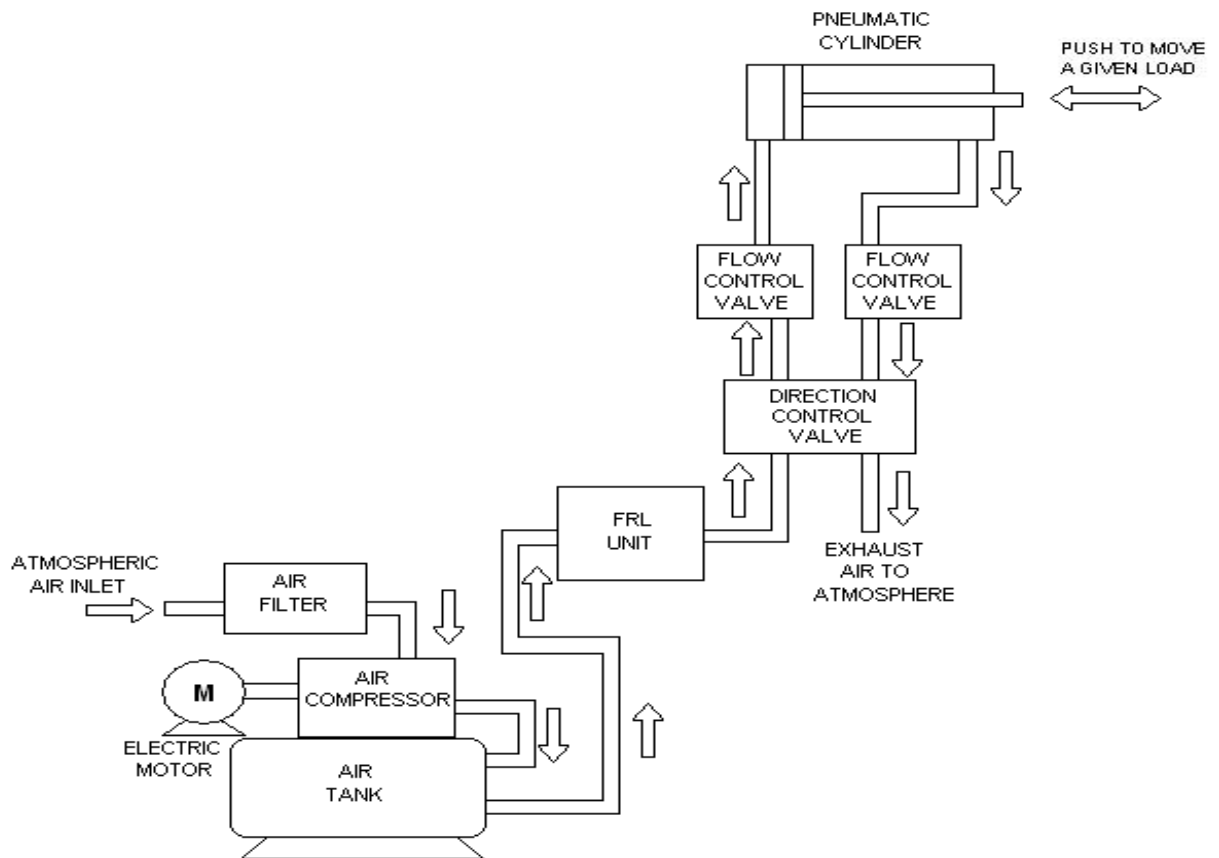 PNEUMATIC
CYLINDER
PUSH TO MOVE
A GIVEN LOAD
FLOW
CONTROL
VALVE
FLOW
CONTROL
VALVE
DIRECTION
CONTROL
VALVE
FRL
UNIT
EXHAUST
AIR TO
ATMOSPHERE
ATMOSPHERIC
AIR INLET
AIR
FILTER
M
AIR
COMPRESSOR
ELECTRIC
MOTOR
AIR
TANK